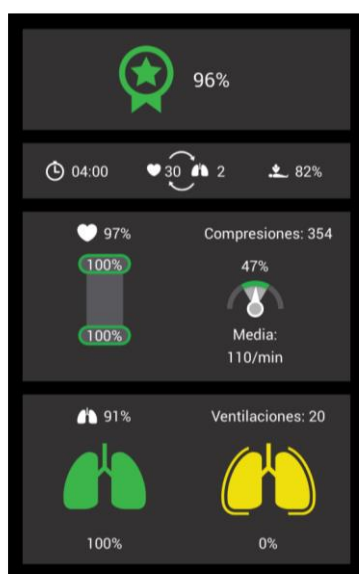 96%
04:00 30 2 82%
97% Compresiones: 354
100% 47%
100% Media:
110/min
91% Ventilaciones: 20
100% 0%